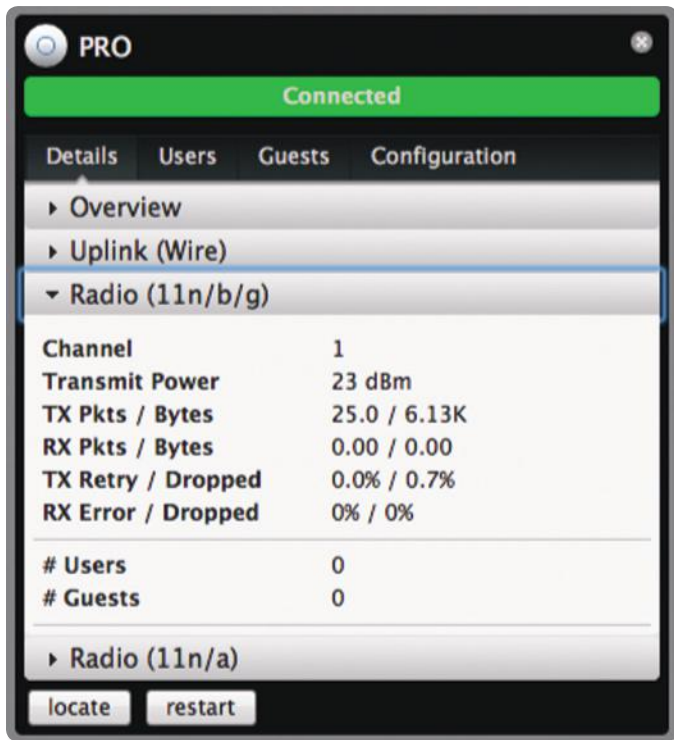 PRO
Connected
Details Users Guests Configuration
Overview
Uplink (Wire)
Radio (11n/b/g)
Channel 1
Transmit Power 23 dBm
TX Pkts / Bytes 25.0 / 6.13K
RX Pkts / Bytes 0.00 / 0.00
TX Retry / Dropped 0.0% / 0.7%
RX Error / Dropped 0% / 0%
# Users 0
# Guests 0
Radio (11n/a)
locate restart